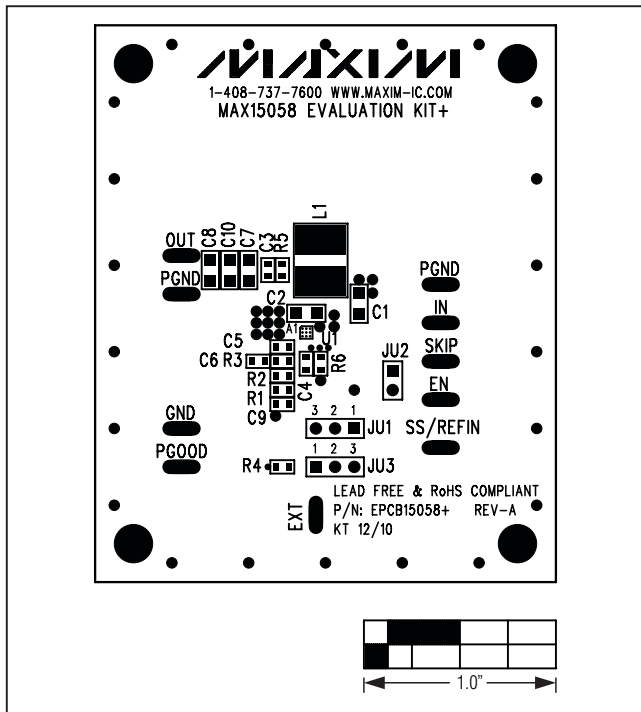 MAXIM
1-408-737-7600 WWW.MAXIM-IC.COM
MAX15058 EVALUATION KIT+
L1
OUT
C8
C10
C7
C3
R5
PGND
PGND
C2
C1
IN
A1
U1
C5
SKIP
C6 R3
R6
JU2
R2
C4
EN
R1
C9
GND
3 2 1
JU1
SS/REFIN
PGOOD
1 2 3
R4
JU3
LEAD FREE & RoHS COMPLIANT
P/N: EPCB15058+ REV-A
EXT
KT 12/10
1.0"